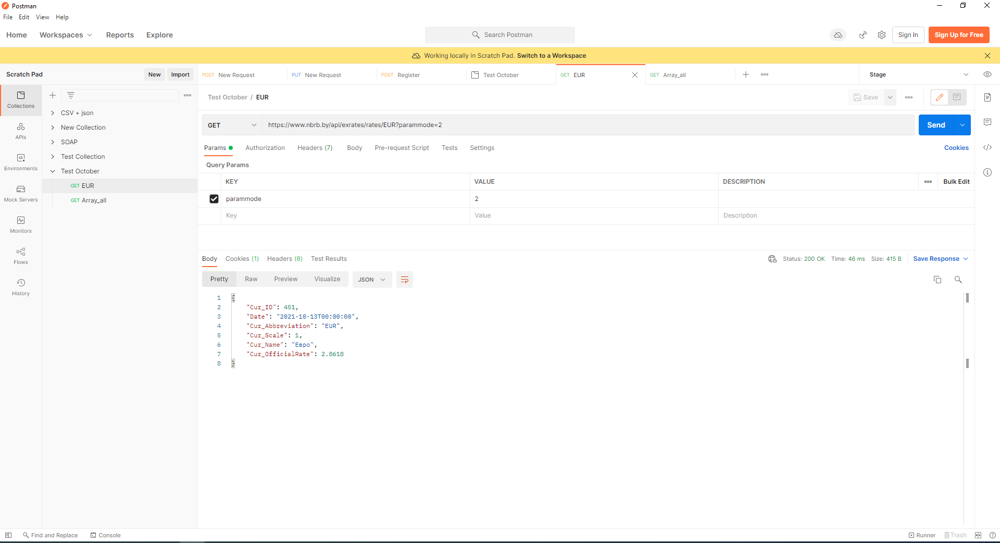 Postman
File Edit View Help
Home Workspaces Reports Explore
Search Postman
Sign In
Sign Up for Free
Working locally in Scratch Pad. Switch to a Workspace
Scratch Pad
New
Import
POST New Request
PUT New Request
POST Register
Test October
GET EUR
GET Array_all
Stage
Collections
APIs
Environments
Mock Servers
Monitors
Flows
History
CSV + json
New Collection
SOAP
Test Collection
Test October
GET EUR
GET Array_all
Test October / EUR
Save
GET
https://www.nbrb.by/api/exrates/rates/EUR?parammode=2
Send
Params Authorization Headers (7) Body Pre-request Script Tests Settings
Cookies
Query Params
KEY VALUE DESCRIPTION
Bulk Edit
parammode 2
Key Value Description
Body Cookies (1) Headers (8) Test Results
Status: 200 OK Time: 46 ms Size: 415 B
Save Response
Pretty Raw Preview Visualize
JSON
1 {
2 "Cur_ID": 451,
3 "Date": "2021-10-13T00:00:00",
4 "Cur_Abbreviation": "EUR",
5 "Cur_Scale": 1,
6 "Cur_Name": "Евро",
7 "Cur_OfficialRate": 2.8618
8 }
Find and Replace Console
Runner Trash